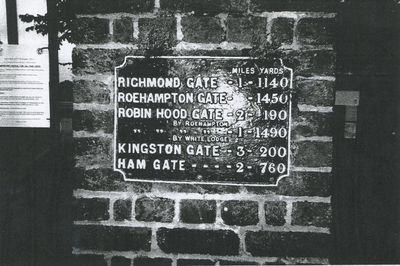 MILES YARDS
RICHMOND GATE - 1 - 1140
ROEHAMPTON GATE - 1450
ROBIN HOOD GATE - 2 - 190
BY ROEHAMPTON
" " " " - 1 - 1490
BY WHITE LODGE
KINGSTON GATE - 3 - 200
HAM GATE - - - - 2 - 760